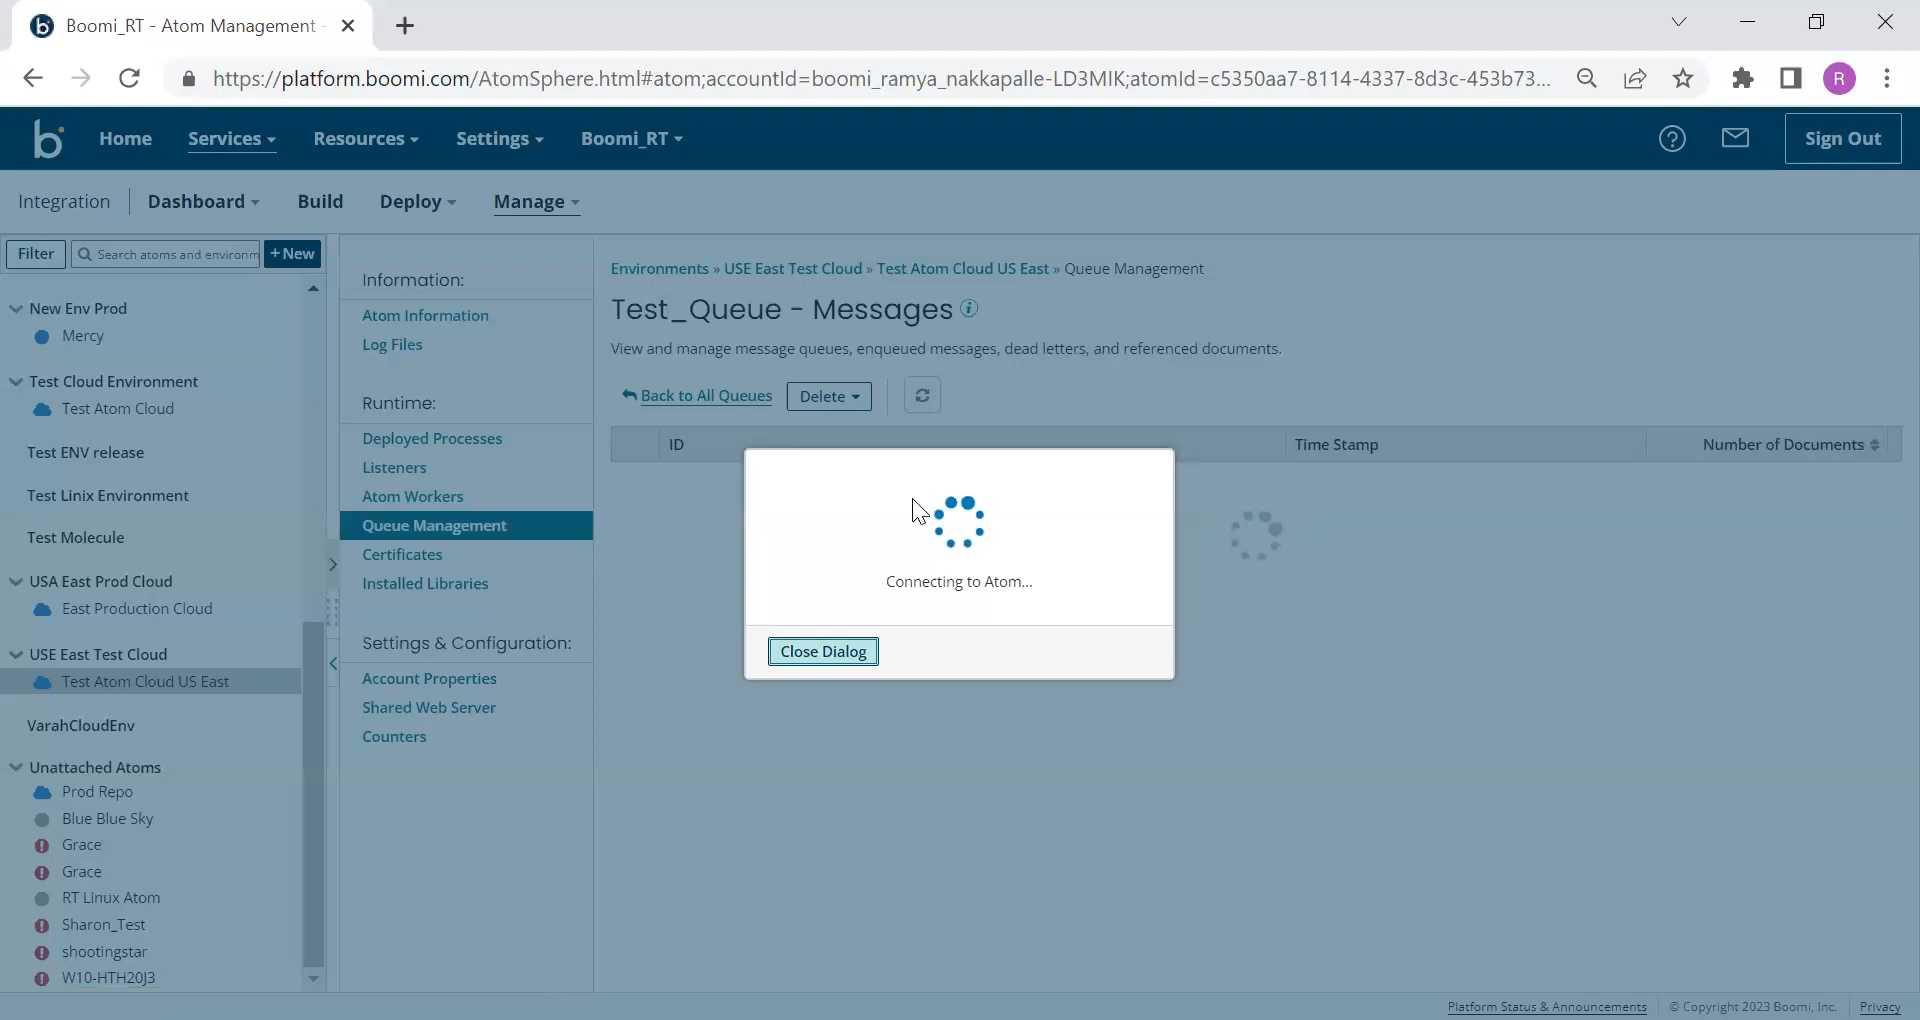 Boomi_RT - Atom Management -
https://platform.boomi.com/AtomSphere.html#atom;accountId=boomi_ramya_nakkapalle-LD3MIK;atomId=c5350aa7-8114-4337-8d3c-453b73...
R
b
Home
Services
Resources
Settings
Boomi_RT
?
Sign Out
Integration
Dashboard
Build
Deploy
Manage
Filter
Search atoms and environm
+New
New Env Prod
Mercy
Test Cloud Environment
Test Atom Cloud
Test ENV release
Test Linix Environment
Test Molecule
USA East Prod Cloud
East Production Cloud
USE East Test Cloud
Test Atom Cloud US East
VarahCloudEnv
Unattached Atoms
Prod Repo
Blue Blue Sky
Grace
Grace
RT Linux Atom
Sharon_Test
shootingstar
W10-HTH20J3
Information:
Atom Information
Log Files
Runtime:
Deployed Processes
Listeners
Atom Workers
Queue Management
Certificates
Installed Libraries
Settings & Configuration:
Account Properties
Shared Web Server
Counters
Environments » USE East Test Cloud » Test Atom Cloud US East » Queue Management
Test_Queue - Messages i
View and manage message queues, enqueued messages, dead letters, and referenced documents.
Back to All Queues
Delete
ID
Time Stamp
Number of Documents
Connecting to Atom...
Close Dialog
Platform Status & Announcements
© Copyright 2023 Boomi, Inc.
Privacy